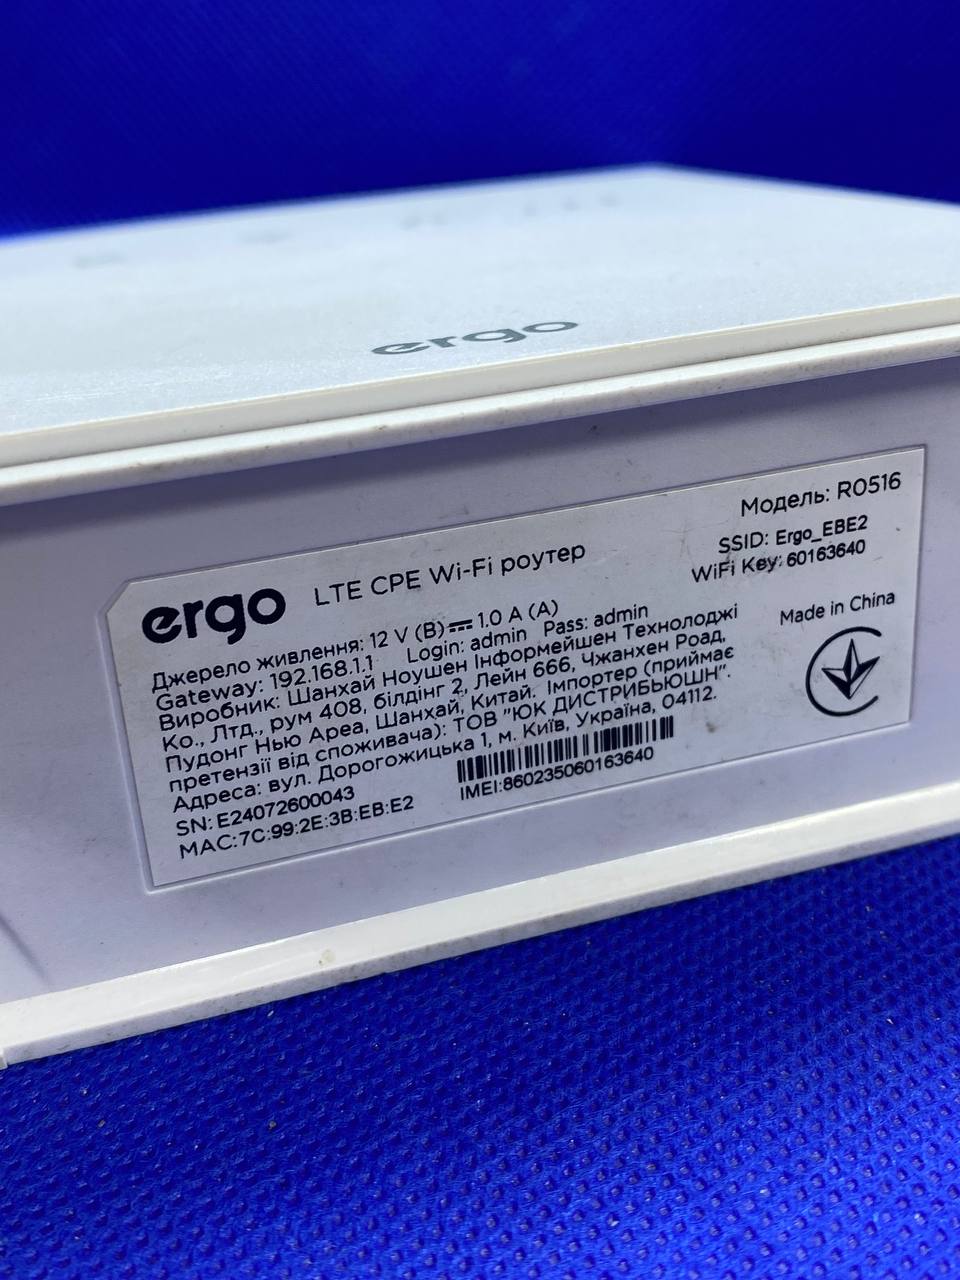 ergo
ergo LTE CPE Wi-Fi роутер
Модель: R0516
SSID: Ergo_EBE2
WiFi Key: 60163640
Джерело живлення: 12 V (В) ⎓ 1.0 A (А)
Gateway: 192.168.1.1 Login: admin Pass: admin
Виробник: Шанхай Ноушен Інформейшен Технолоджі
Ко., Лтд., рум 408, білдінг 2, Лейн 666, Чжанхен Роад,
Пудонг Нью Ареа, Шанхай, Китай. Імпортер (приймає
претензії від споживача): ТОВ "ЮК ДИСТРИБЬЮШН".
Адреса: вул. Дорогожицька 1, м. Київ, Україна, 04112.
Made in China
SN: E24072600043
MAC:7C:99:2E:3B:EB:E2
IMEI:860235060163640